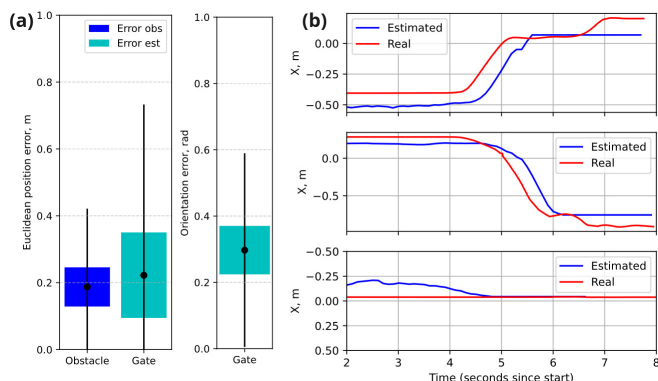 (a)
Euclidean position error, m
1.0
0.8
0.6
0.4
0.2
0.0
Error obs
Error est
Obstacle
Gate
Orientation error, rad
1.0
0.8
0.6
0.4
0.2
0.0
Gate
(b)
X, m
0.00
−0.25
−0.50
Estimated
Real
X, m
0.0
−0.5
Estimated
Real
X, m
−0.50
−0.25
0.00
0.25
0.50
Estimated
Real
2
3
4
5
6
7
8
Time (seconds since start)